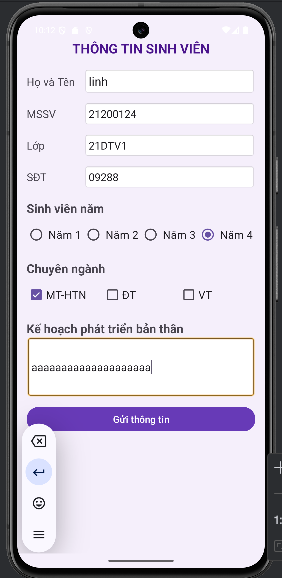 THÔNG TIN SINH VIÊN
Họ và Tên linh
MSSV 21200124
Lớp 21DTV1
SĐT 09288
Sinh viên năm
Năm 1 Năm 2 Năm 3 Năm 4
Chuyên ngành
MT-HTN ĐT VT
Kế hoạch phát triển bản thân
aaaaaaaaaaaaaaaaaaaa
Gửi thông tin
1: